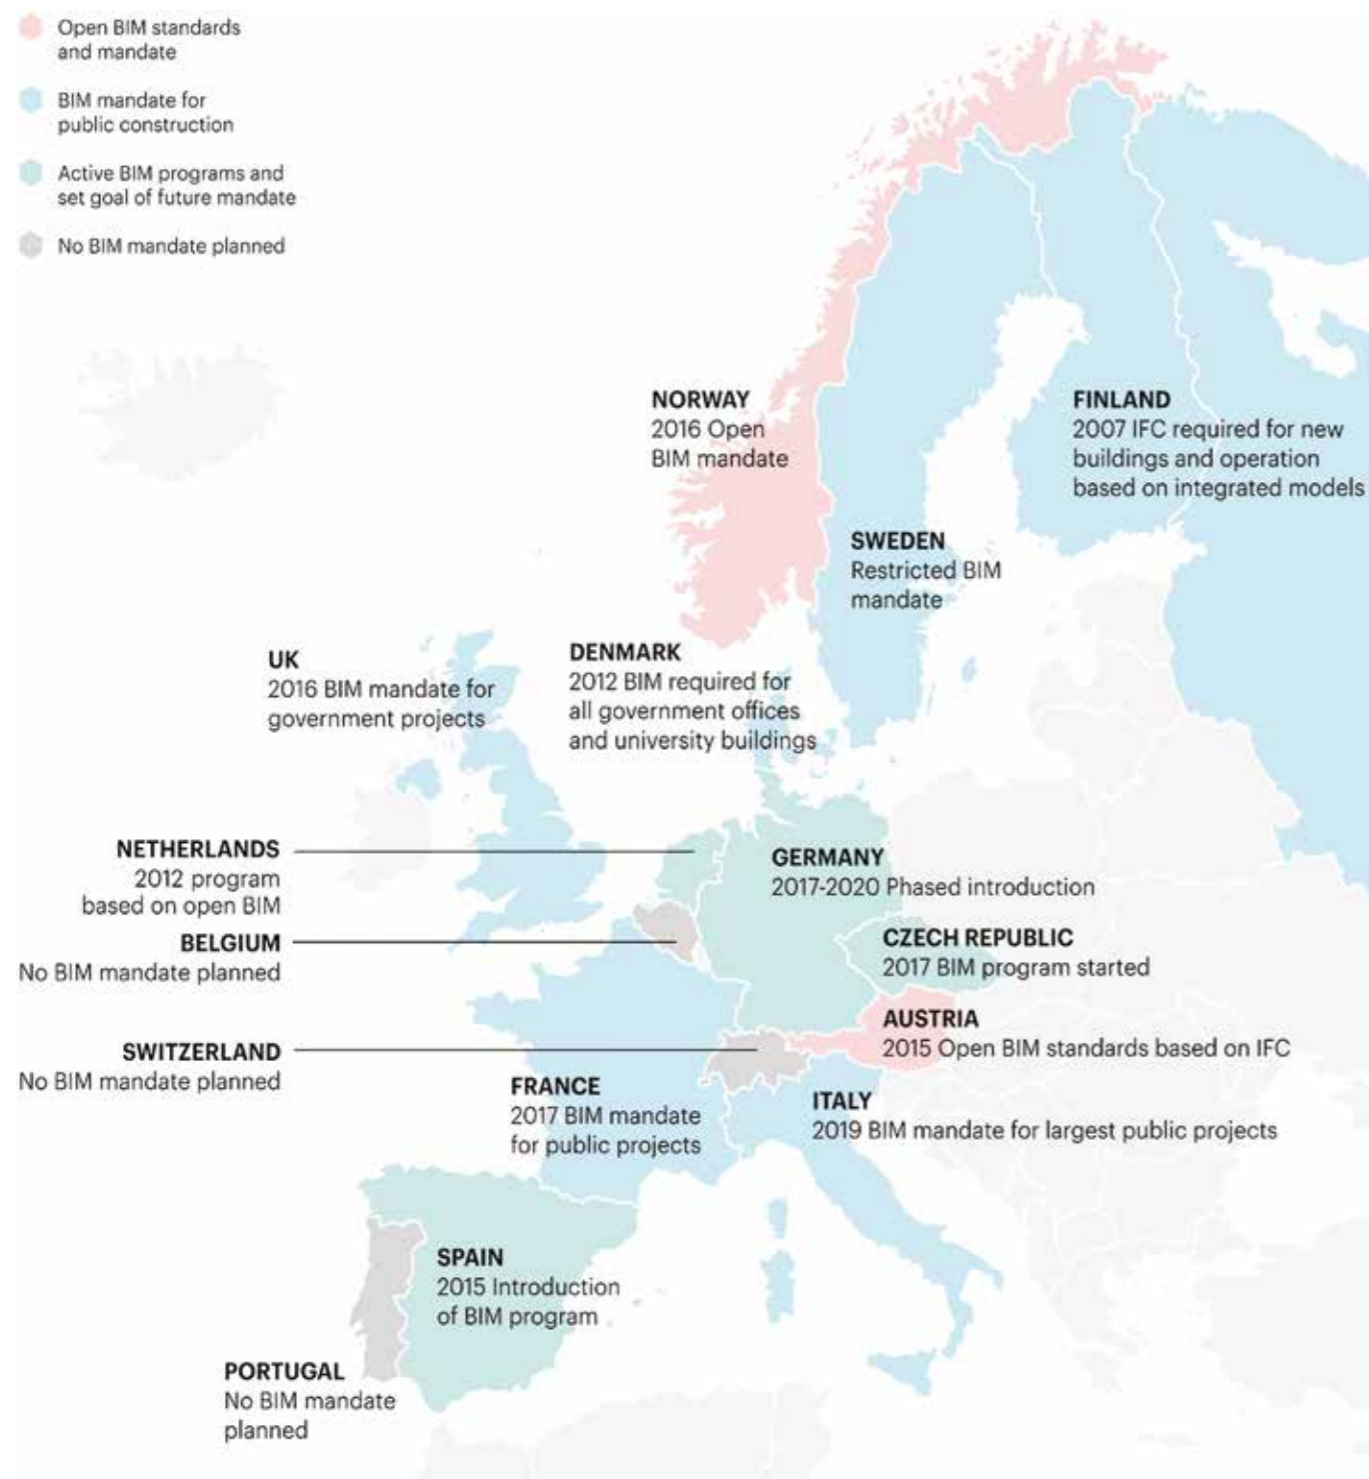 Open BIM standards
and mandate
BIM mandate for
public construction
Active BIM programs and
set goal of future mandate
No BIM mandate planned
NORWAY
2016 Open
BIM mandate
FINLAND
2007 IFC required for new
buildings and operation
based on integrated models
SWEDEN
Restricted BIM
mandate
UK
2016 BIM mandate for
government projects
DENMARK
2012 BIM required for
all government offices
and university buildings
NETHERLANDS
2012 program
based on open BIM
GERMANY
2017-2020 Phased introduction
BELGIUM
No BIM mandate planned
CZECH REPUBLIC
2017 BIM program started
AUSTRIA
2015 Open BIM standards based on IFC
SWITZERLAND
No BIM mandate planned
FRANCE
2017 BIM mandate
for public projects
ITALY
2019 BIM mandate for largest public projects
SPAIN
2015 Introduction
of BIM program
PORTUGAL
No BIM mandate
planned